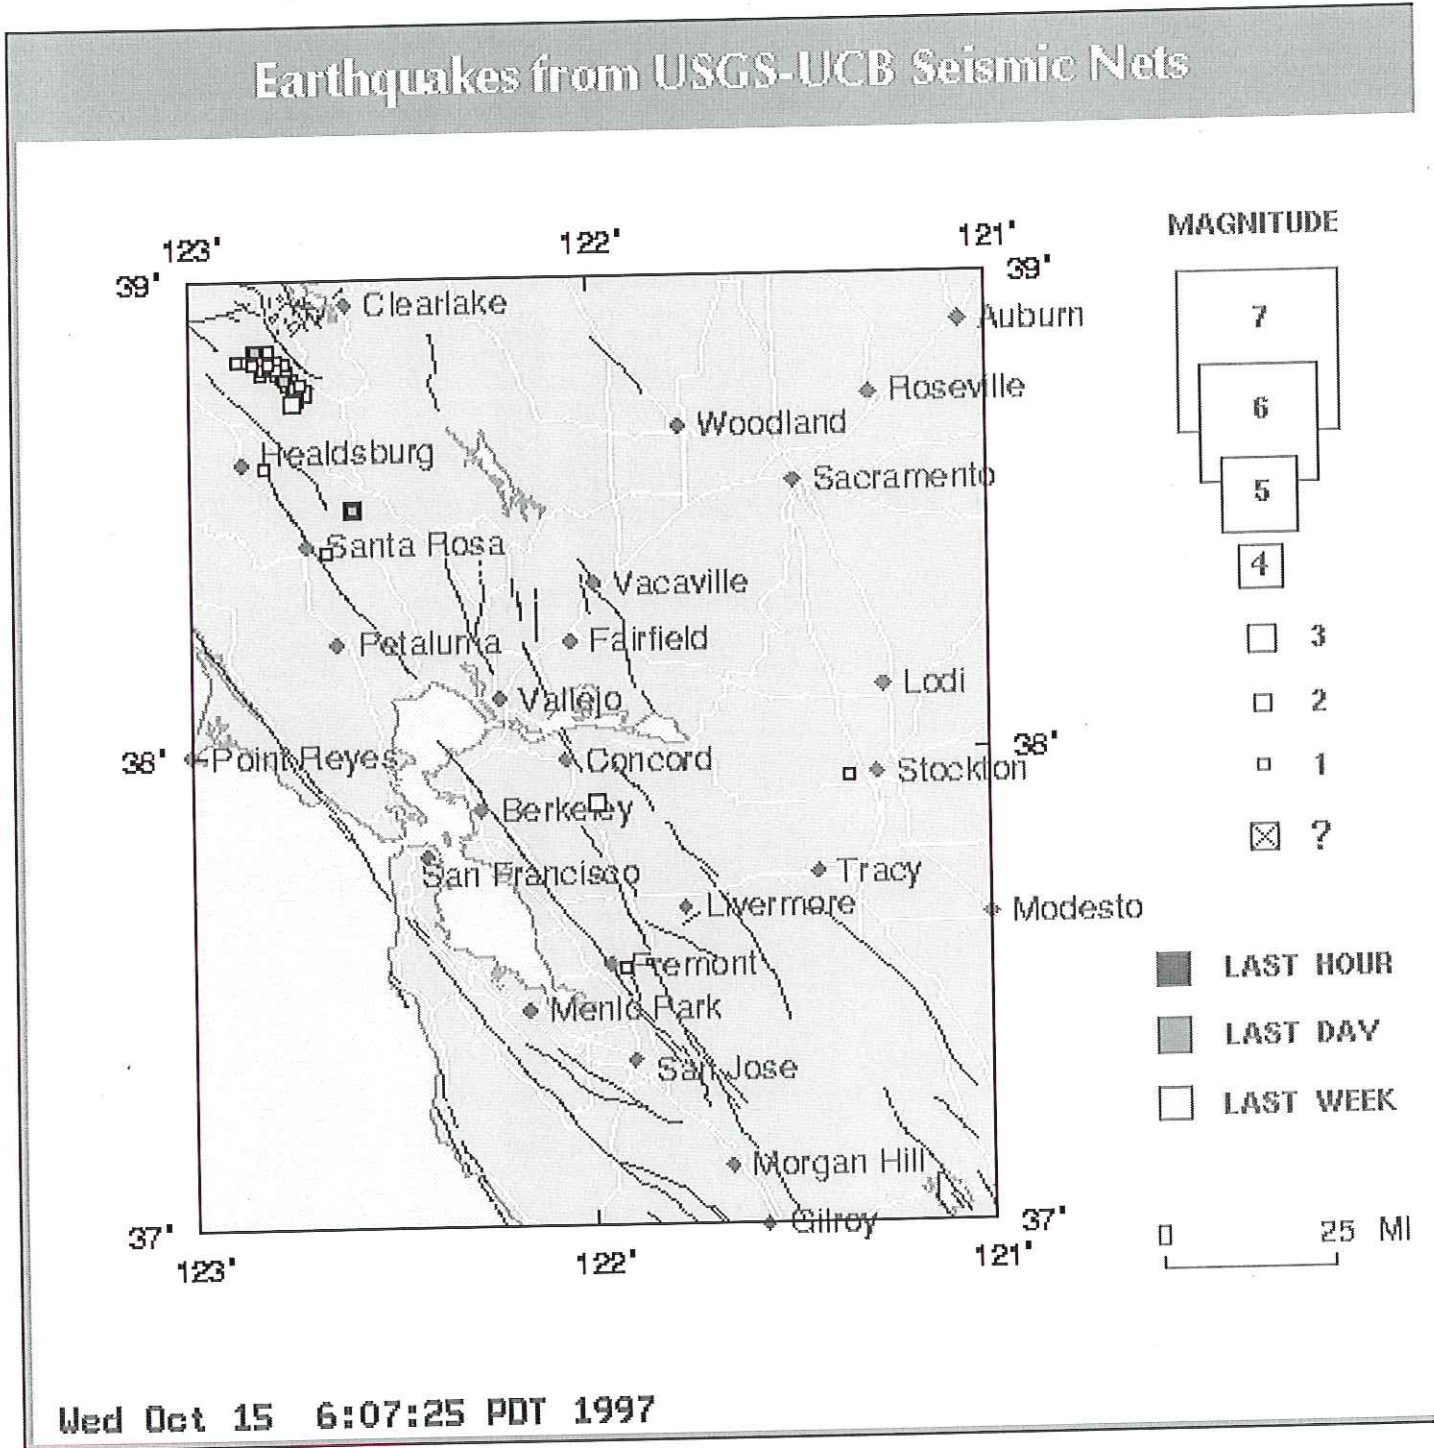 Earthquakes from USGS-UCB Seismic Nets
123' 122' 121'
39' 39'
MAGNITUDE
Clearlake
Auburn
7
Roseville
Woodland
6
Healdsburg
Sacramento
5
Santa Rosa
4
Vacaville
Petaluma
Fairfield
3
Lodi
Vallejo
2
38' 38'
Point Reyes
Concord
Stockton
1
Berkeley
?
San Francisco
Tracy
Livermore
Modesto
Fremont
LAST HOUR
Menlo Park
LAST DAY
San Jose
LAST WEEK
Morgan Hill
Gilroy
37' 37'
0 25 MI
123' 122' 121'
Wed Oct 15 6:07:25 PDT 1997